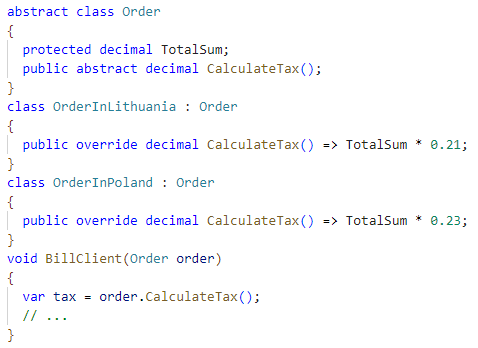 abstract class Order
{
  protected decimal TotalSum;
  public abstract decimal CalculateTax();
}
class OrderInLithuania : Order
{
  public override decimal CalculateTax() => TotalSum * 0.21;
}
class OrderInPoland : Order
{
  public override decimal CalculateTax() => TotalSum * 0.23;
}
void BillClient(Order order)
{
  var tax = order.CalculateTax();
  // ...
}